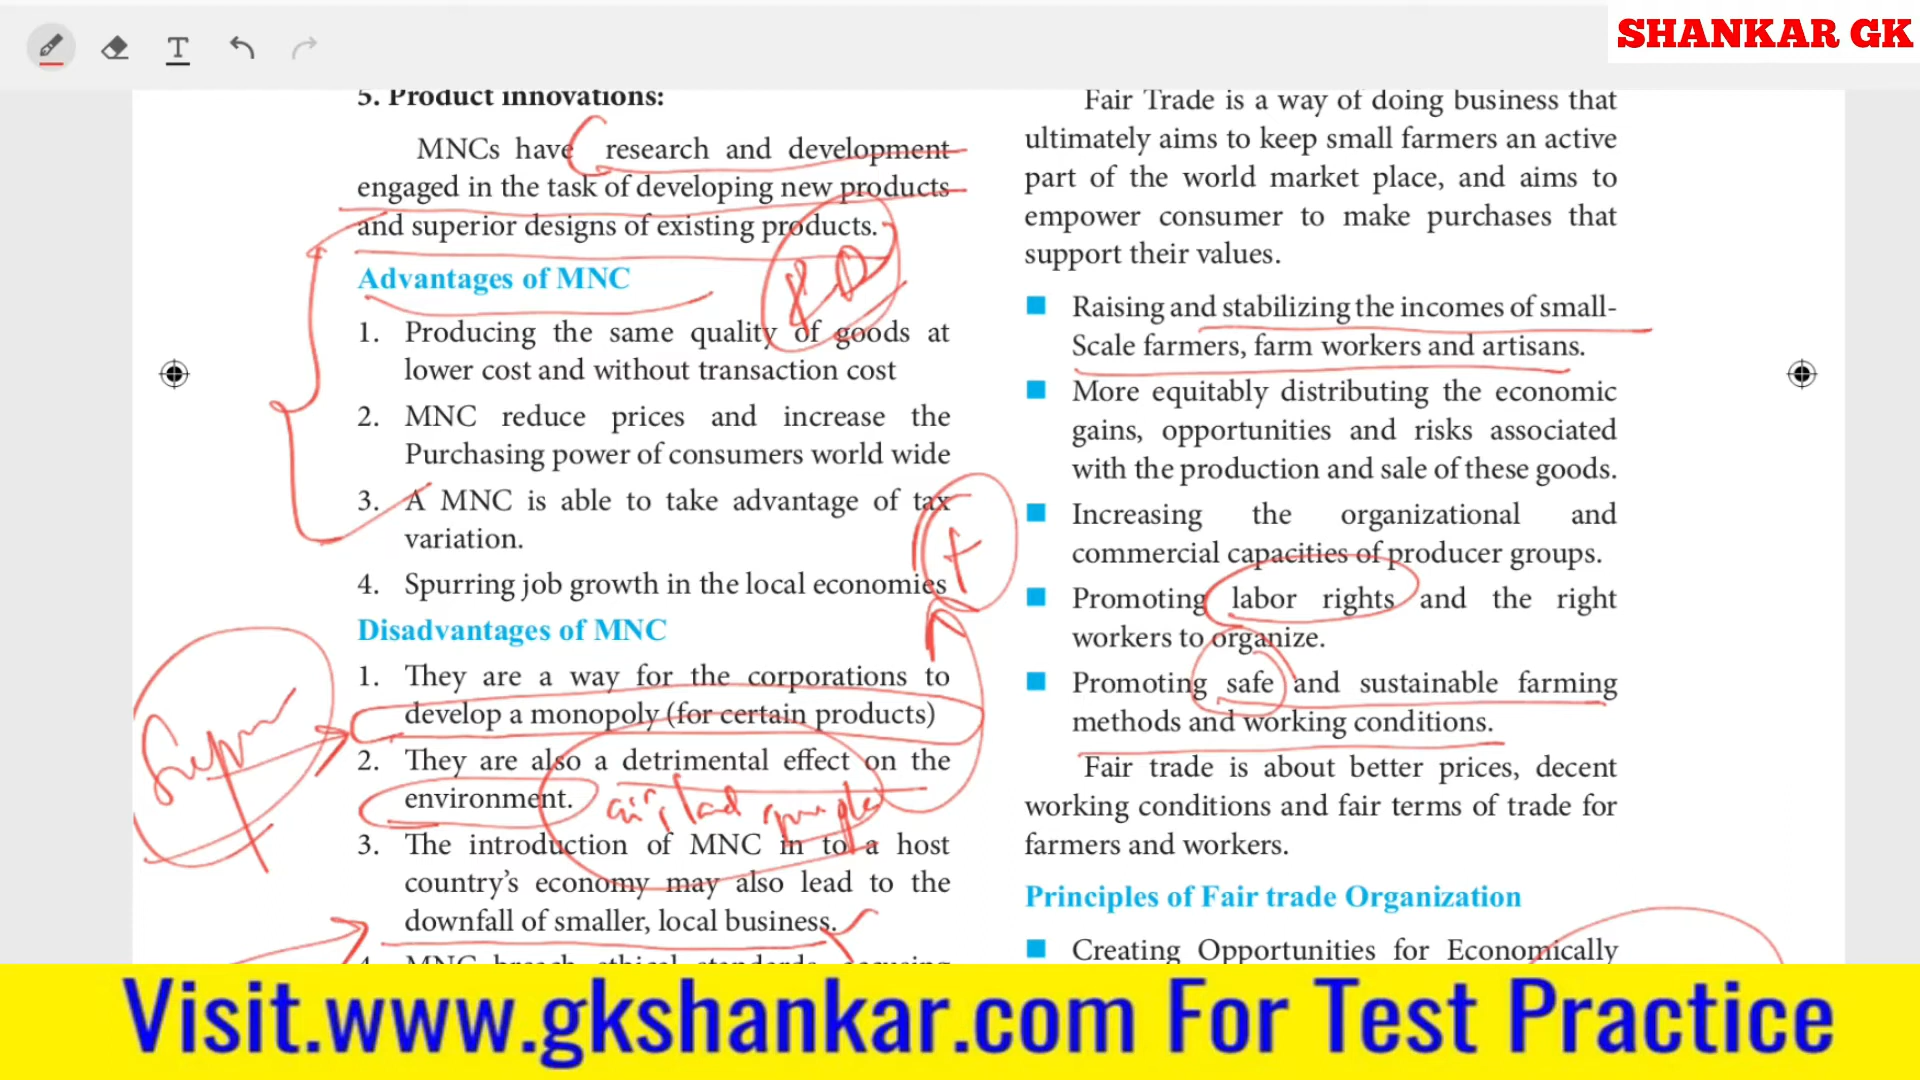 SHANKAR GK
T
5. Product innovations:
MNCs have research and development
engaged in the task of developing new products
and superior designs of existing products.
R D
Advantages of MNC
1. Producing the same quality of goods at
lower cost and without transaction cost
2. MNC reduce prices and increase the
Purchasing power of consumers world wide
3. A MNC is able to take advantage of tax
variation.
4. Spurring job growth in the local economies
Disadvantages of MNC
1. They are a way for the corporations to
develop a monopoly (for certain products)
2. They are also a detrimental effect on the
environment.
air, land
3. The introduction of MNC in to a host
country’s economy may also lead to the
downfall of smaller, local business.
4. MNC breach ethical standards,
Fair Trade is a way of doing business that
ultimately aims to keep small farmers an active
part of the world market place, and aims to
empower consumer to make purchases that
support their values.
■ Raising and stabilizing the incomes of small-
Scale farmers, farm workers and artisans.
■ More equitably distributing the economic
gains, opportunities and risks associated
with the production and sale of these goods.
■ Increasing the organizational and
commercial capacities of producer groups.
■ Promoting labor rights and the right
workers to organize.
■ Promoting safe and sustainable farming
methods and working conditions.
Fair trade is about better prices, decent
working conditions and fair terms of trade for
farmers and workers.
Principles of Fair trade Organization
■ Creating Opportunities for Economically
Visit.www.gkshankar.com For Test Practice